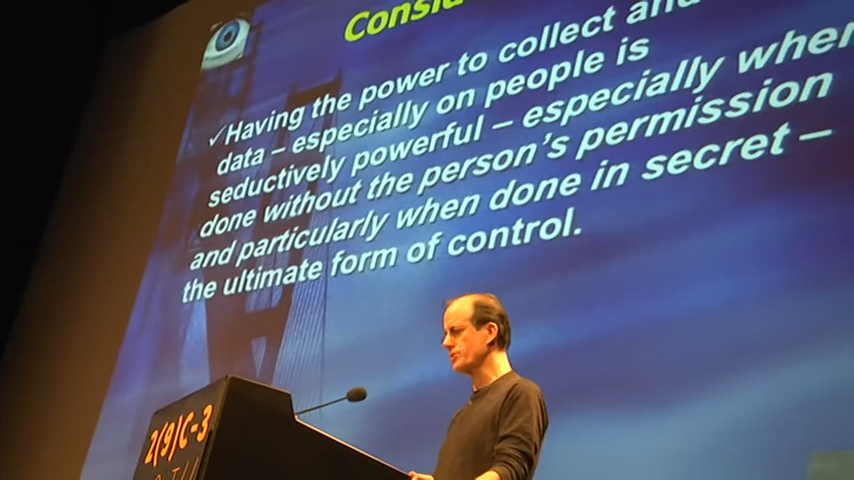 ✓Having the power to collect and
data – especially on people is
seductively powerful – especially when
done without the person's permission
and particularly when done in secret –
the ultimate form of control.
2(9)C-3